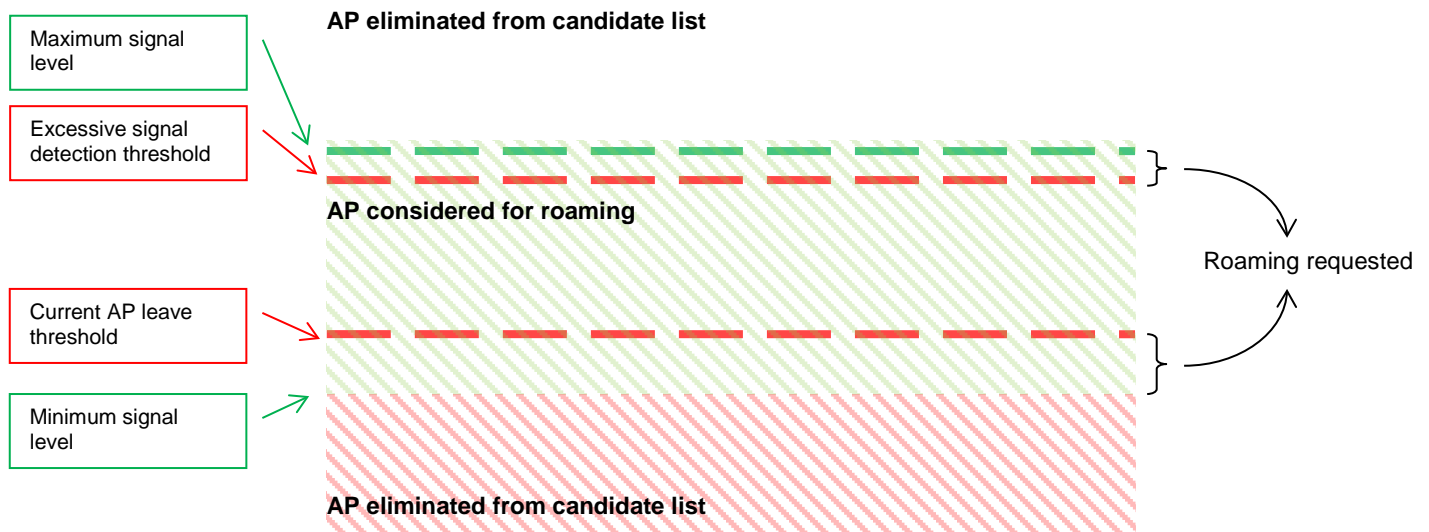 AP eliminated from candidate list
Maximum signal
level
Excessive signal
detection threshold
AP considered for roaming
Roaming requested
Current AP leave
threshold
Minimum signal
level
AP eliminated from candidate list